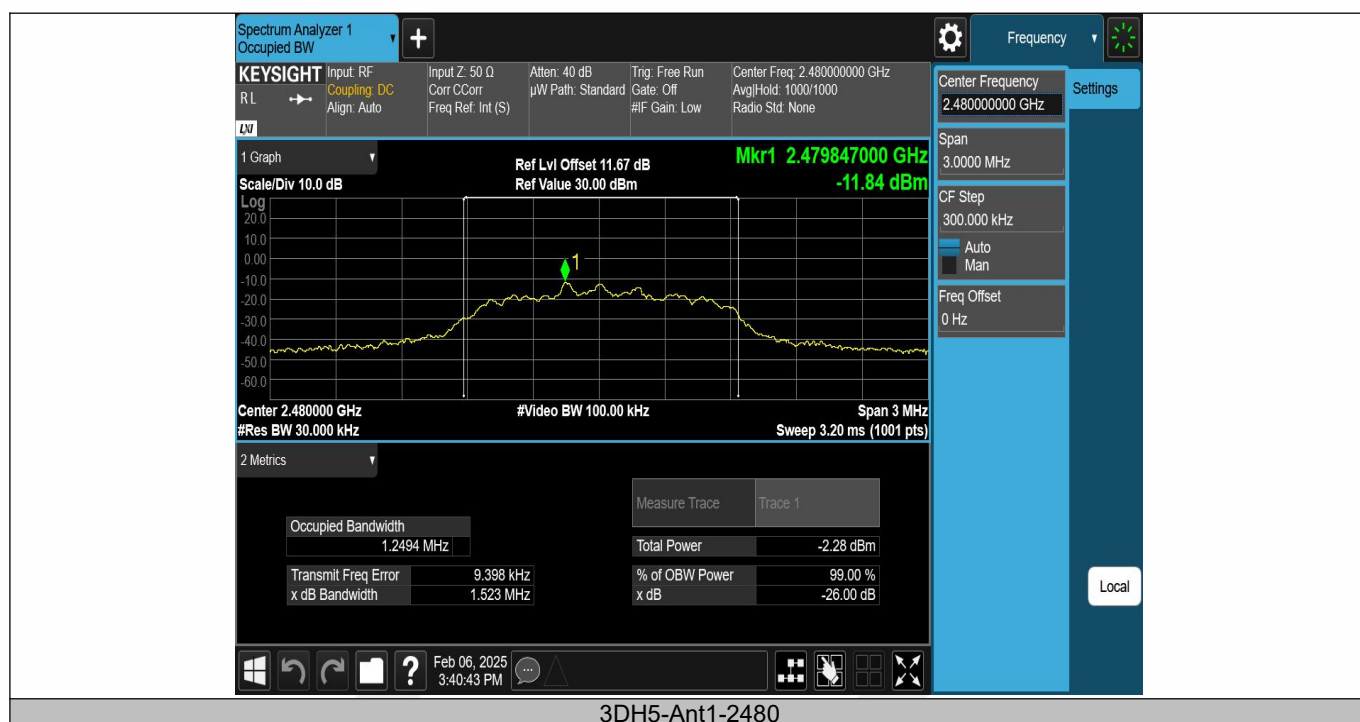 Spectrum Analyzer 1
Occupied BW
+
Frequency
KEYSIGHT
RL
LXI
Input: RF
Coupling: DC
Align: Auto
Input Z: 50 Ω
Corr CCorr
Freq Ref: Int (S)
Atten: 40 dB
µW Path: Standard
Trig: Free Run
Gate: Off
#IF Gain: Low
Center Freq: 2.480000000 GHz
Avg|Hold: 1000/1000
Radio Std: None
Center Frequency
2.480000000 GHz
Settings
Span
3.0000 MHz
CF Step
300.000 kHz
Auto
Man
Freq Offset
0 Hz
Local
1 Graph
Scale/Div 10.0 dB
Ref Lvl Offset 11.67 dB
Ref Value 30.00 dBm
Mkr1 2.479847000 GHz
-11.84 dBm
Log
20.0
10.0
0.00
-10.0
-20.0
-30.0
-40.0
-50.0
-60.0
1
Center 2.480000 GHz
#Video BW 100.00 kHz
Span 3 MHz
#Res BW 30.000 kHz
Sweep 3.20 ms (1001 pts)
2 Metrics
Measure Trace Trace 1
Occupied Bandwidth
1.2494 MHz
Total Power -2.28 dBm
Transmit Freq Error 9.398 kHz
% of OBW Power 99.00 %
x dB Bandwidth 1.523 MHz
x dB -26.00 dB
?
Feb 06, 2025
3:40:43 PM
3DH5-Ant1-2480